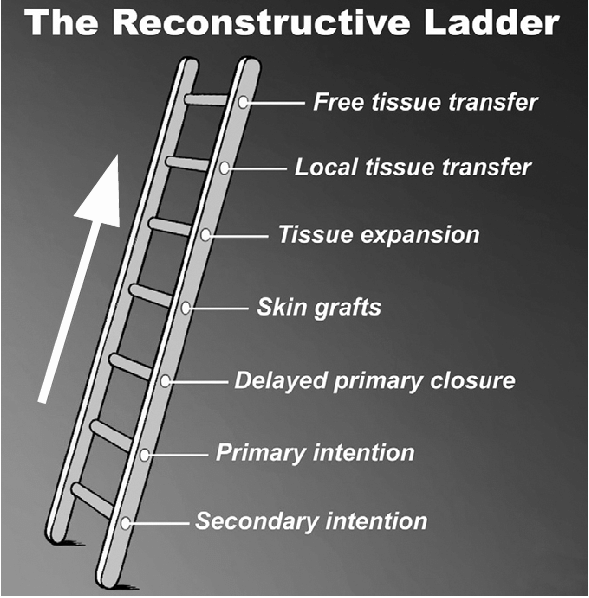 The Reconstructive Ladder
Free tissue transfer
Local tissue transfer
Tissue expansion
Skin grafts
Delayed primary closure
Primary intention
Secondary intention